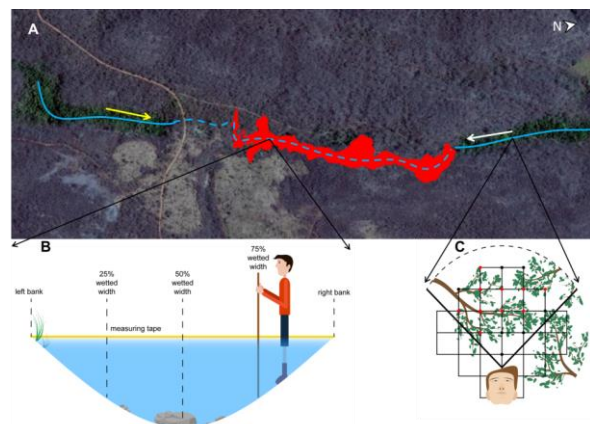 A
N
B
75%
wetted
width
25%
wetted
width
50%
wetted
width
left bank
right bank
measuring tape
C